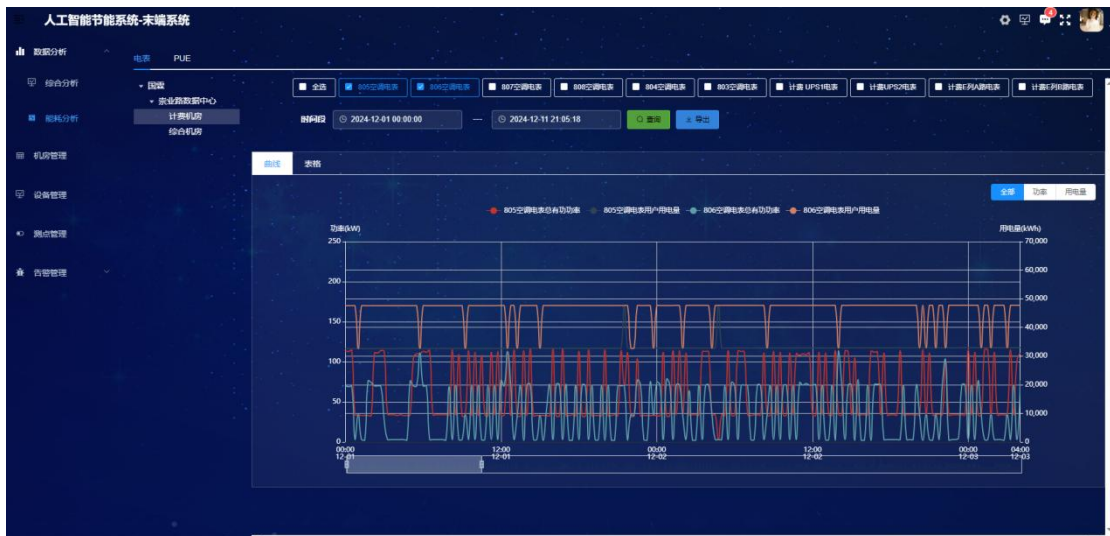 人工智能节能系统-末端系统
4
数据分析
综合分析
能耗分析
机房管理
设备管理
测点管理
告警管理
电表 PUE
国震
崇业路数据中心
计费机房
综合机房
全选 805空调电表 806空调电表 807空调电表 808空调电表 804空调电表 803空调电表 计费 UPS1电表 计费UPS2电表 计费E列A路电表 计费E列B路电表
时间段 2024-12-01 00:00:00 — 2024-12-11 21:05:18 查询 导出
曲线 表格
全部 功率 用电量
805空调电表总有功功率 805空调电表用户用电量 806空调电表总有功功率 806空调电表用户用电量
功率(kW) 用电量(kWh)
250 70,000
60,000
200
50,000
150
40,000
30,000
100
20,000
50
10,000
0 0
00:00 12:00 00:00 12:00 00:00 04:00
12-01 12-01 12-02 12-02 12-03 12-03